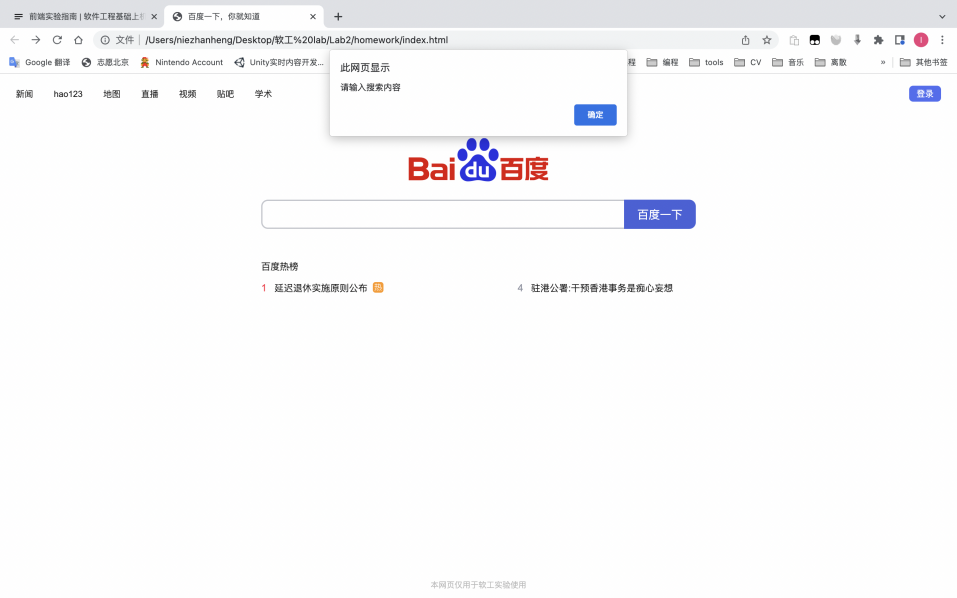 前端实验指南 | 软件工程基础上
百度一下，你就知道
文件
/Users/niezhanheng/Desktop/软工%20lab/Lab2/homework/index.html
Google 翻译
志愿北京
Nintendo Account
Unity实时内容开发...
程
编程
tools
CV
音乐
离散
»
其他书签
此网页显示
请输入搜索内容
确定
新闻
hao123
地图
直播
视频
贴吧
学术
登录
Bai du 百度
百度一下
百度热榜
1 延迟退休实施原则公布 热
4 驻港公署:干预香港事务是痴心妄想
本网页仅用于软工实验使用